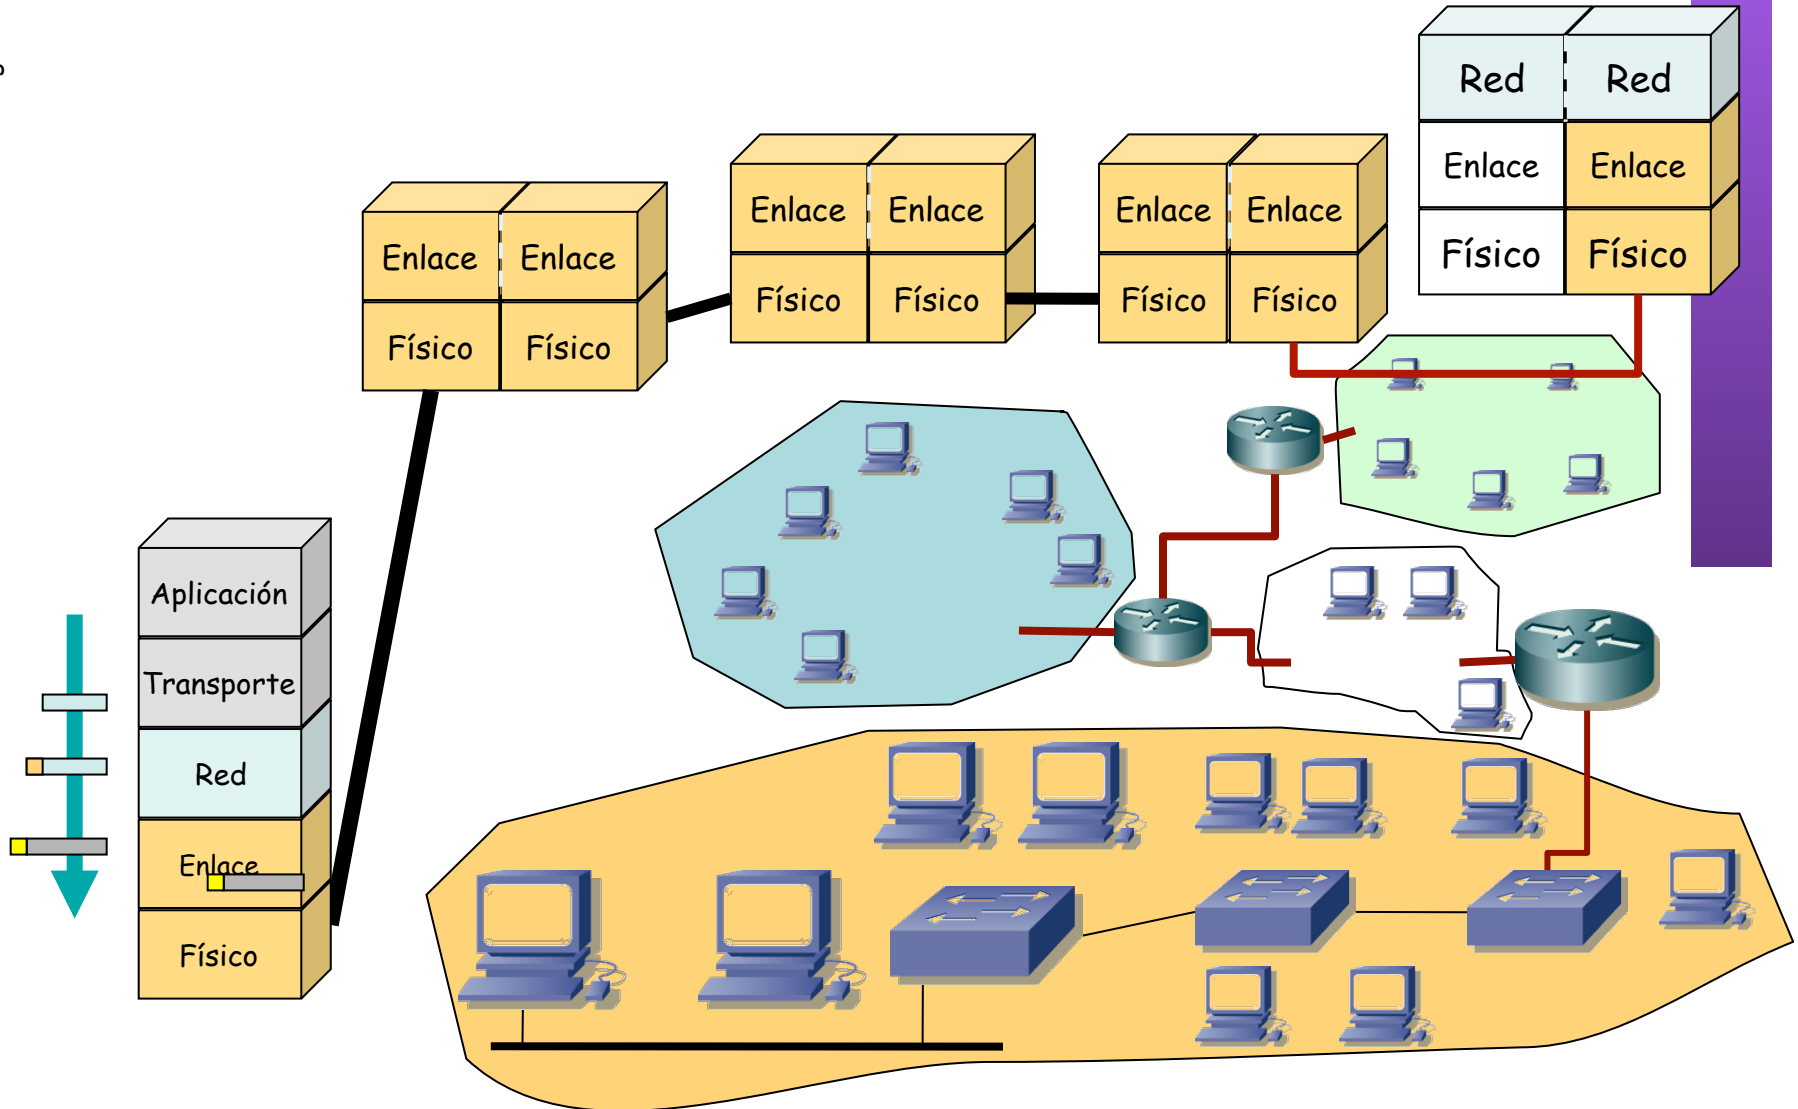 Red Red
Enlace Enlace
Físico Físico
Enlace Enlace
Físico Físico
Enlace Enlace
Físico Físico
Enlace Enlace
Físico Físico
Aplicación
Transporte
Red
Enlace
Físico